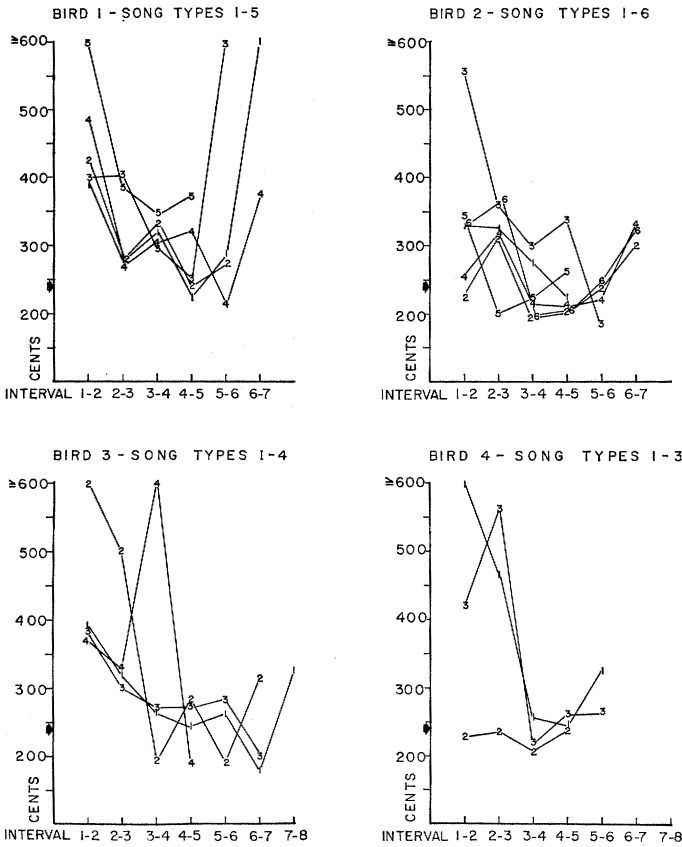 BIRD 1 - SONG TYPES 1-5
≥600
500
400
300
200
CENTS
INTERVAL 1-2 2-3 3-4 4-5 5-6 6-7
BIRD 2 - SONG TYPES 1-6
≥600
500
400
300
200
CENTS
INTERVAL 1-2 2-3 3-4 4-5 5-6 6-7
BIRD 3 - SONG TYPES 1-4
≥600
500
400
300
200
CENTS
INTERVAL 1-2 2-3 3-4 4-5 5-6 6-7 7-8
BIRD 4 - SONG TYPES 1-3
≥600
500
400
300
200
CENTS
INTERVAL 1-2 2-3 3-4 4-5 5-6 6-7 7-8